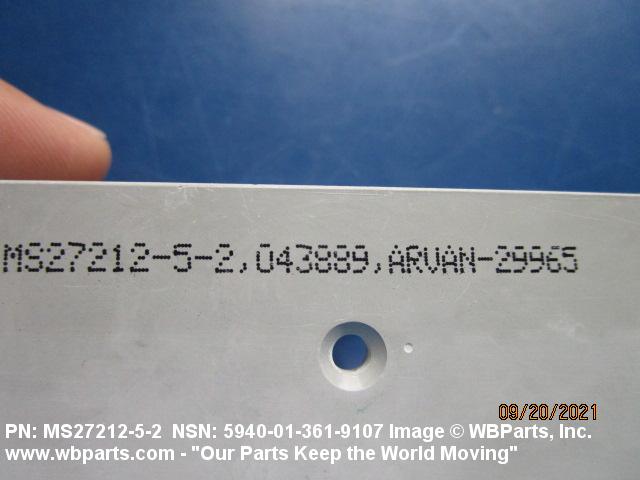 MS27212-5-2,043889,ARVAN-29965
09/20/2021
PN: MS27212-5-2 NSN: 5940-01-361-9107 Image © WBParts, Inc.
www.wbparts.com - "Our Parts Keep the World Moving"